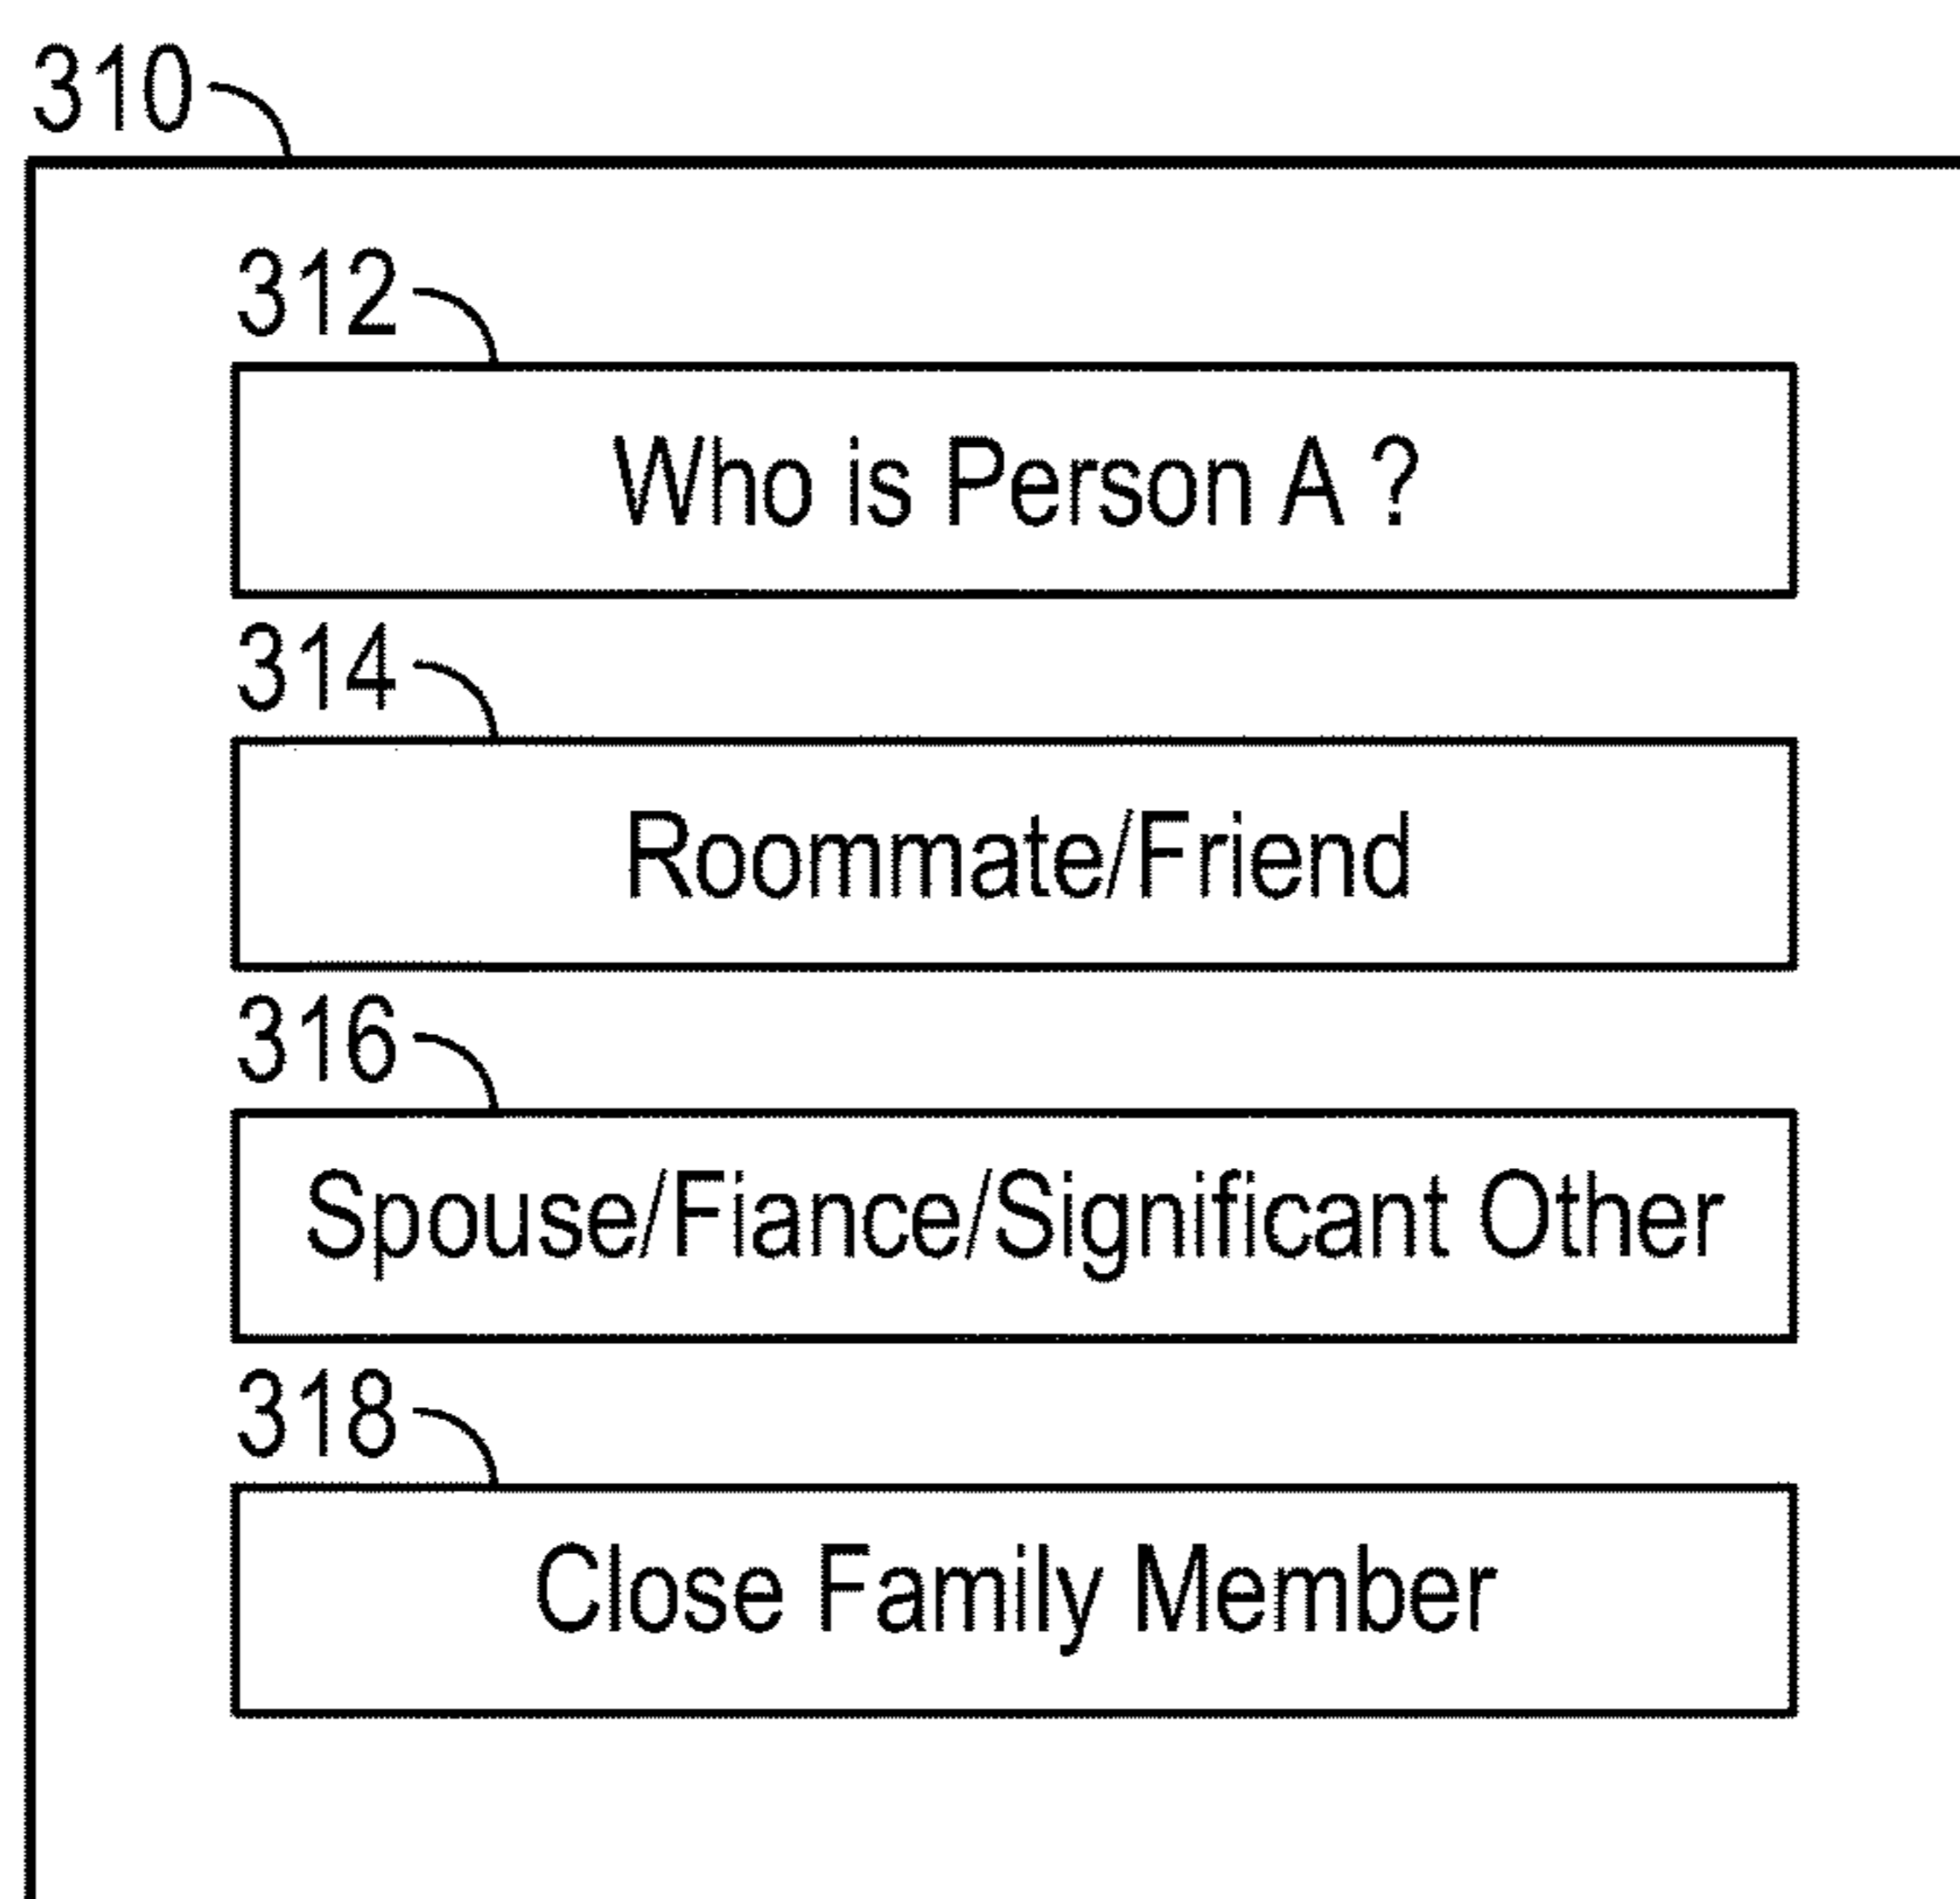 310
312
Who is Person A ?
314
Roommate/Friend
316
Spouse/Fiance/Significant Other
318
Close Family Member